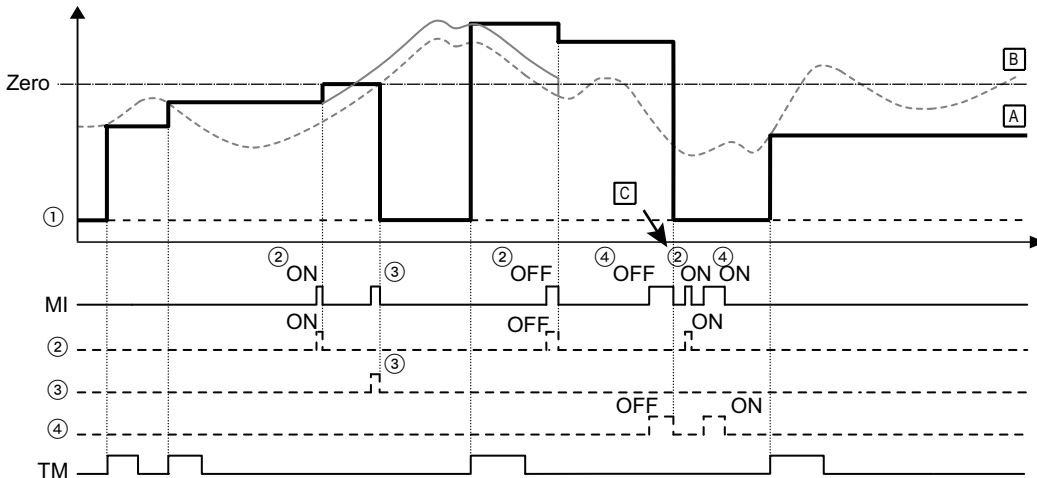 Zero
B
A
C
①
② ON
③
② OFF
④ OFF
② ON
④ ON
MI
ON
OFF
ON
②
③
③
OFF
ON
④
TM